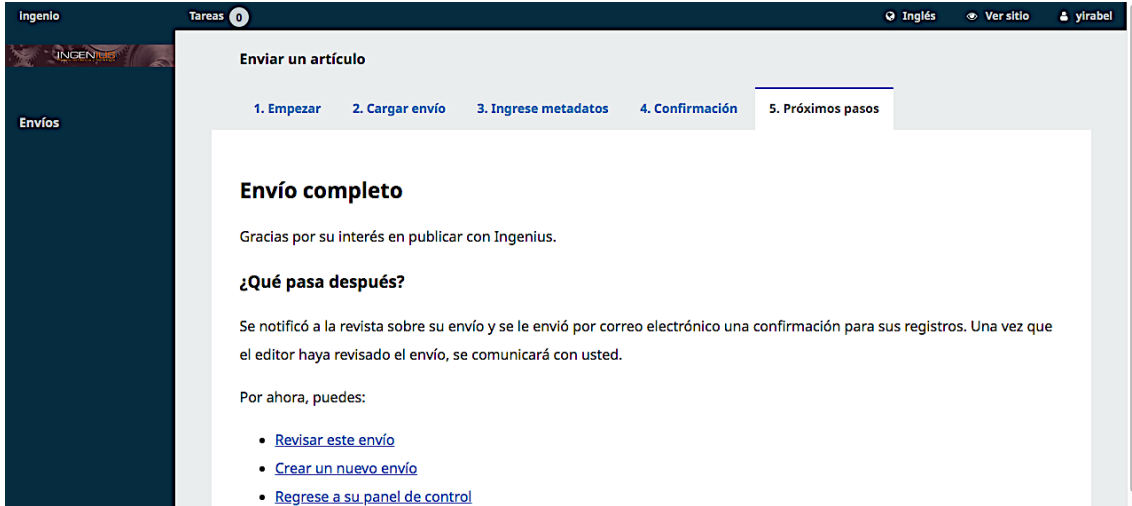 ingenio
Tareas 0
Inglés
Ver sitio
yirabel
INGENIUS
Envíos
Enviar un artículo
1. Empezar
2. Cargar envío
3. Ingrese metadatos
4. Confirmación
5. Próximos pasos
Envío completo
Gracias por su interés en publicar con Ingenius.
¿Qué pasa después?
Se notificó a la revista sobre su envío y se le envió por correo electrónico una confirmación para sus registros. Una vez que
el editor haya revisado el envío, se comunicará con usted.
Por ahora, puedes:
Revisar este envío
Crear un nuevo envío
Regrese a su panel de control